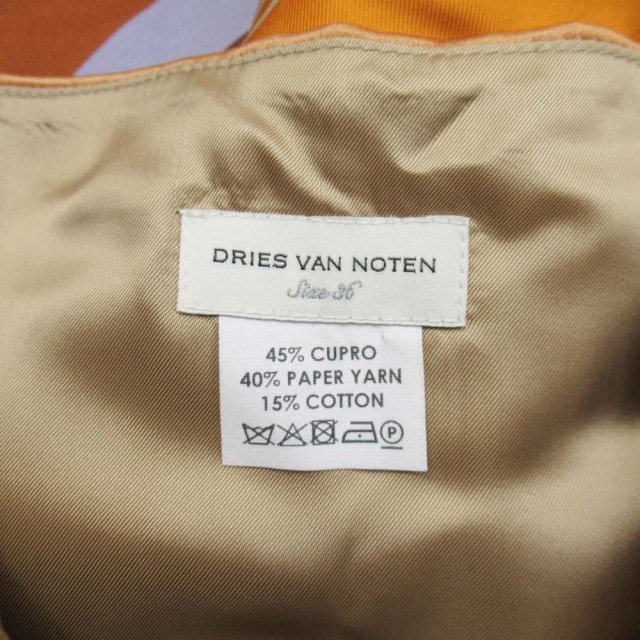 DRIES VAN NOTEN
Size 36
45% CUPRO
40% PAPER YARN
15% COTTON
P